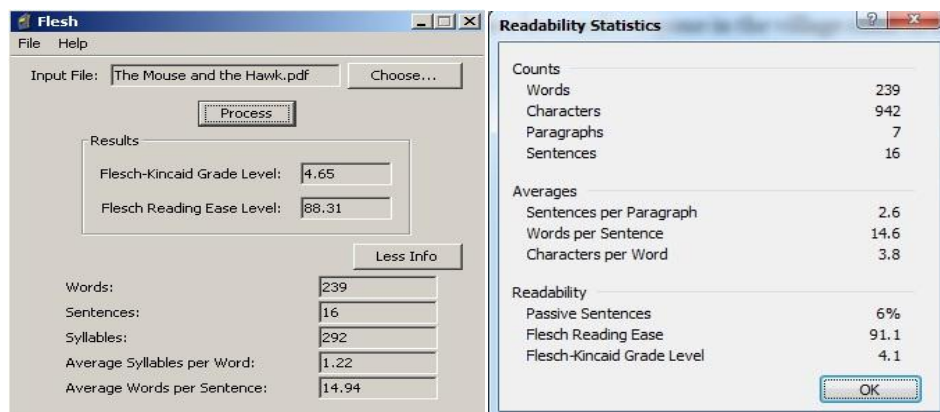 Flesh
File Help
Input File: The Mouse and the Hawk.pdf Choose...
Process
Results
Flesch-Kincaid Grade Level: 4.65
Flesch Reading Ease Level: 88.31
Less Info
Words: 239
Sentences: 16
Syllables: 292
Average Syllables per Word: 1.22
Average Words per Sentence: 14.94
Readability Statistics
in the village
Counts
Words 239
Characters 942
Paragraphs 7
Sentences 16
Averages
Sentences per Paragraph 2.6
Words per Sentence 14.6
Characters per Word 3.8
Readability
Passive Sentences 6%
Flesch Reading Ease 91.1
Flesch-Kincaid Grade Level 4.1
OK